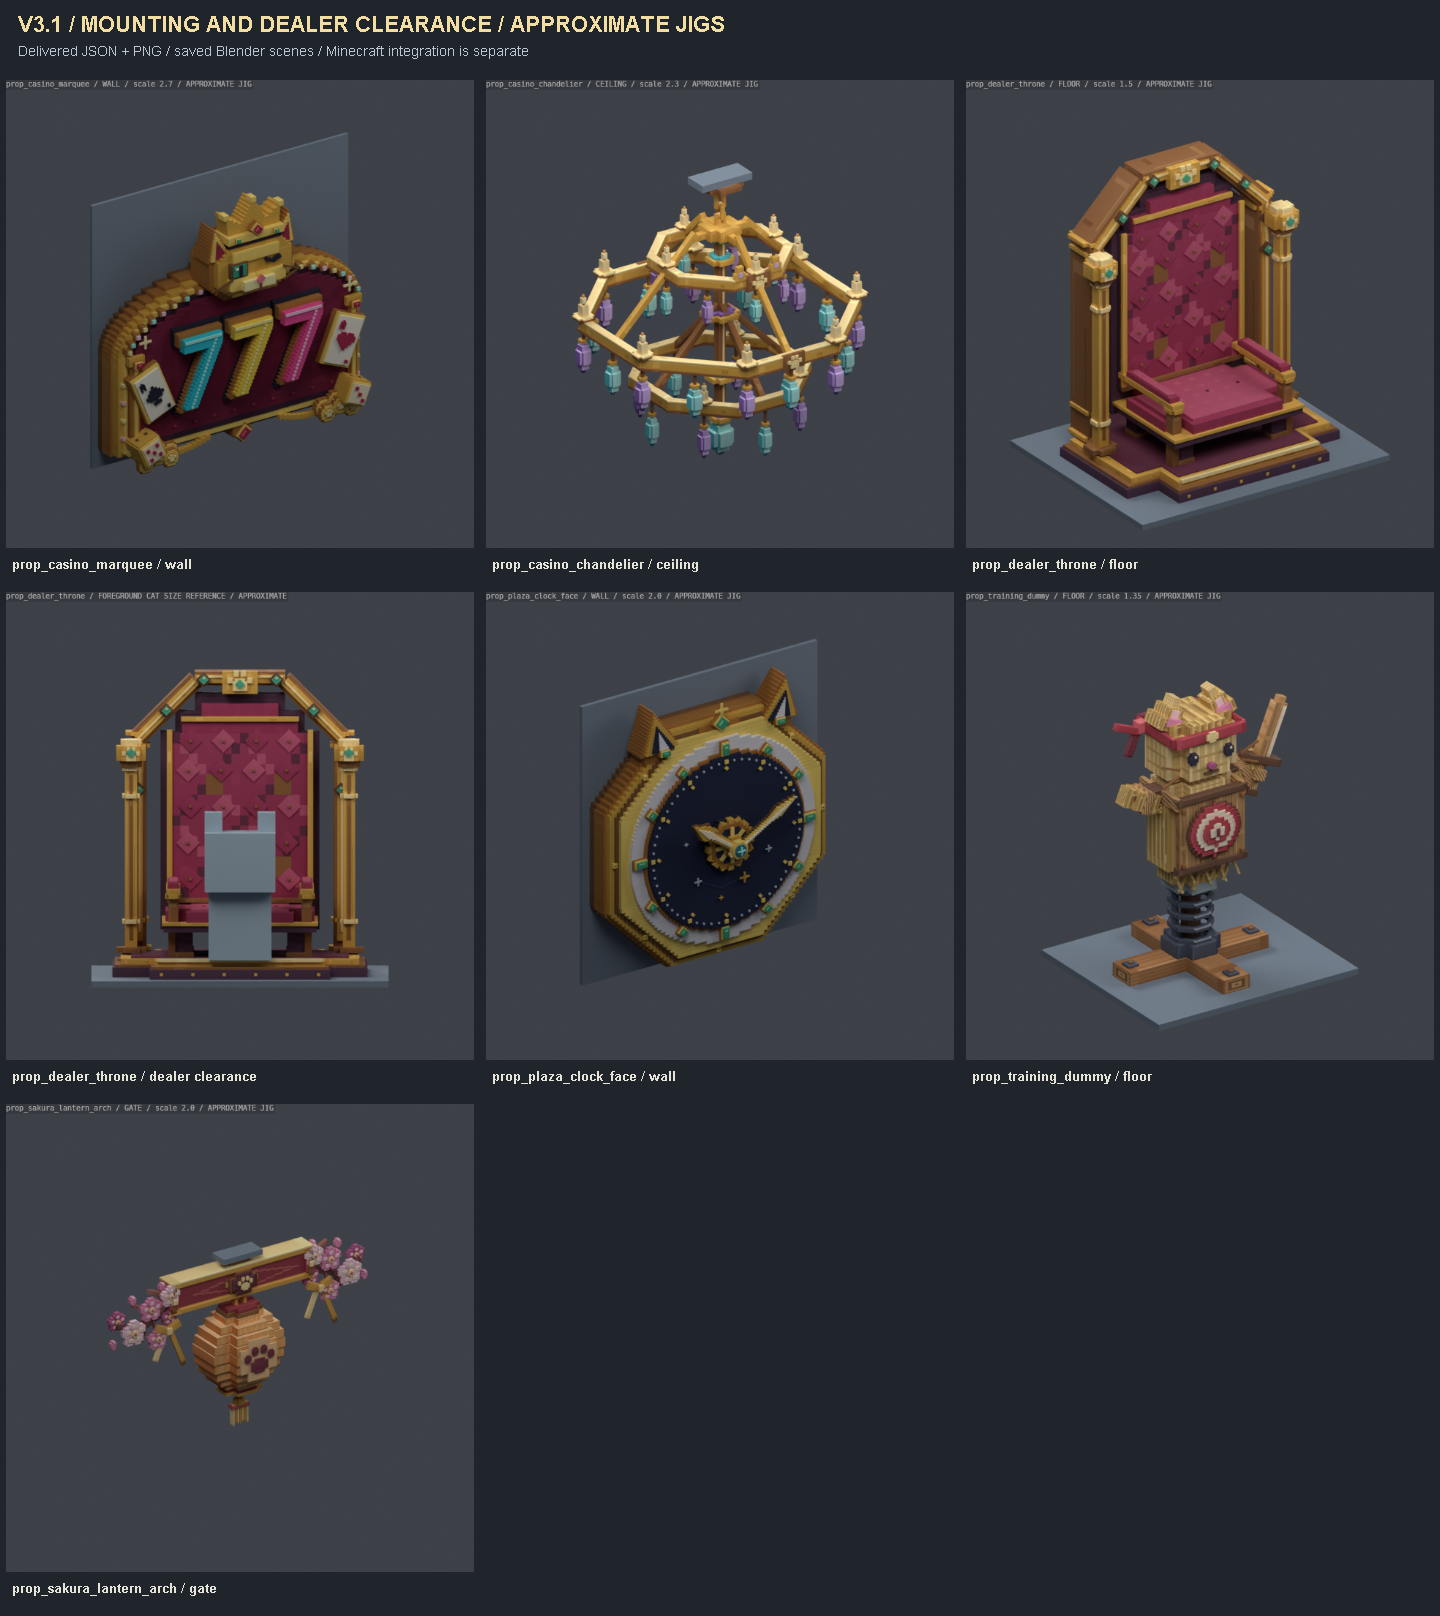 V3.1 / MOUNTING AND DEALER CLEARANCE / APPROXIMATE JIGS
Delivered JSON + PNG / saved Blender scenes / Minecraft integration is separate
prop_casino_marquee / WALL / scale 2.7 / APPROXIMATE JIG
prop_casino_chandelier / CEILING / scale 2.3 / APPROXIMATE JIG
prop_dealer_throne / FLOOR / scale 1.5 / APPROXIMATE JIG
777
prop_casino_marquee / wall
prop_casino_chandelier / ceiling
prop_dealer_throne / floor
prop_dealer_throne / FOREGROUND CAT SIZE REFERENCE / APPROXIMATE
prop_plaza_clock_face / WALL / scale 2.0 / APPROXIMATE JIG
prop_training_dummy / FLOOR / scale 1.35 / APPROXIMATE JIG
prop_dealer_throne / dealer clearance
prop_plaza_clock_face / wall
prop_training_dummy / floor
prop_sakura_lantern_arch / GATE / scale 2.0 / APPROXIMATE JIG
prop_sakura_lantern_arch / gate